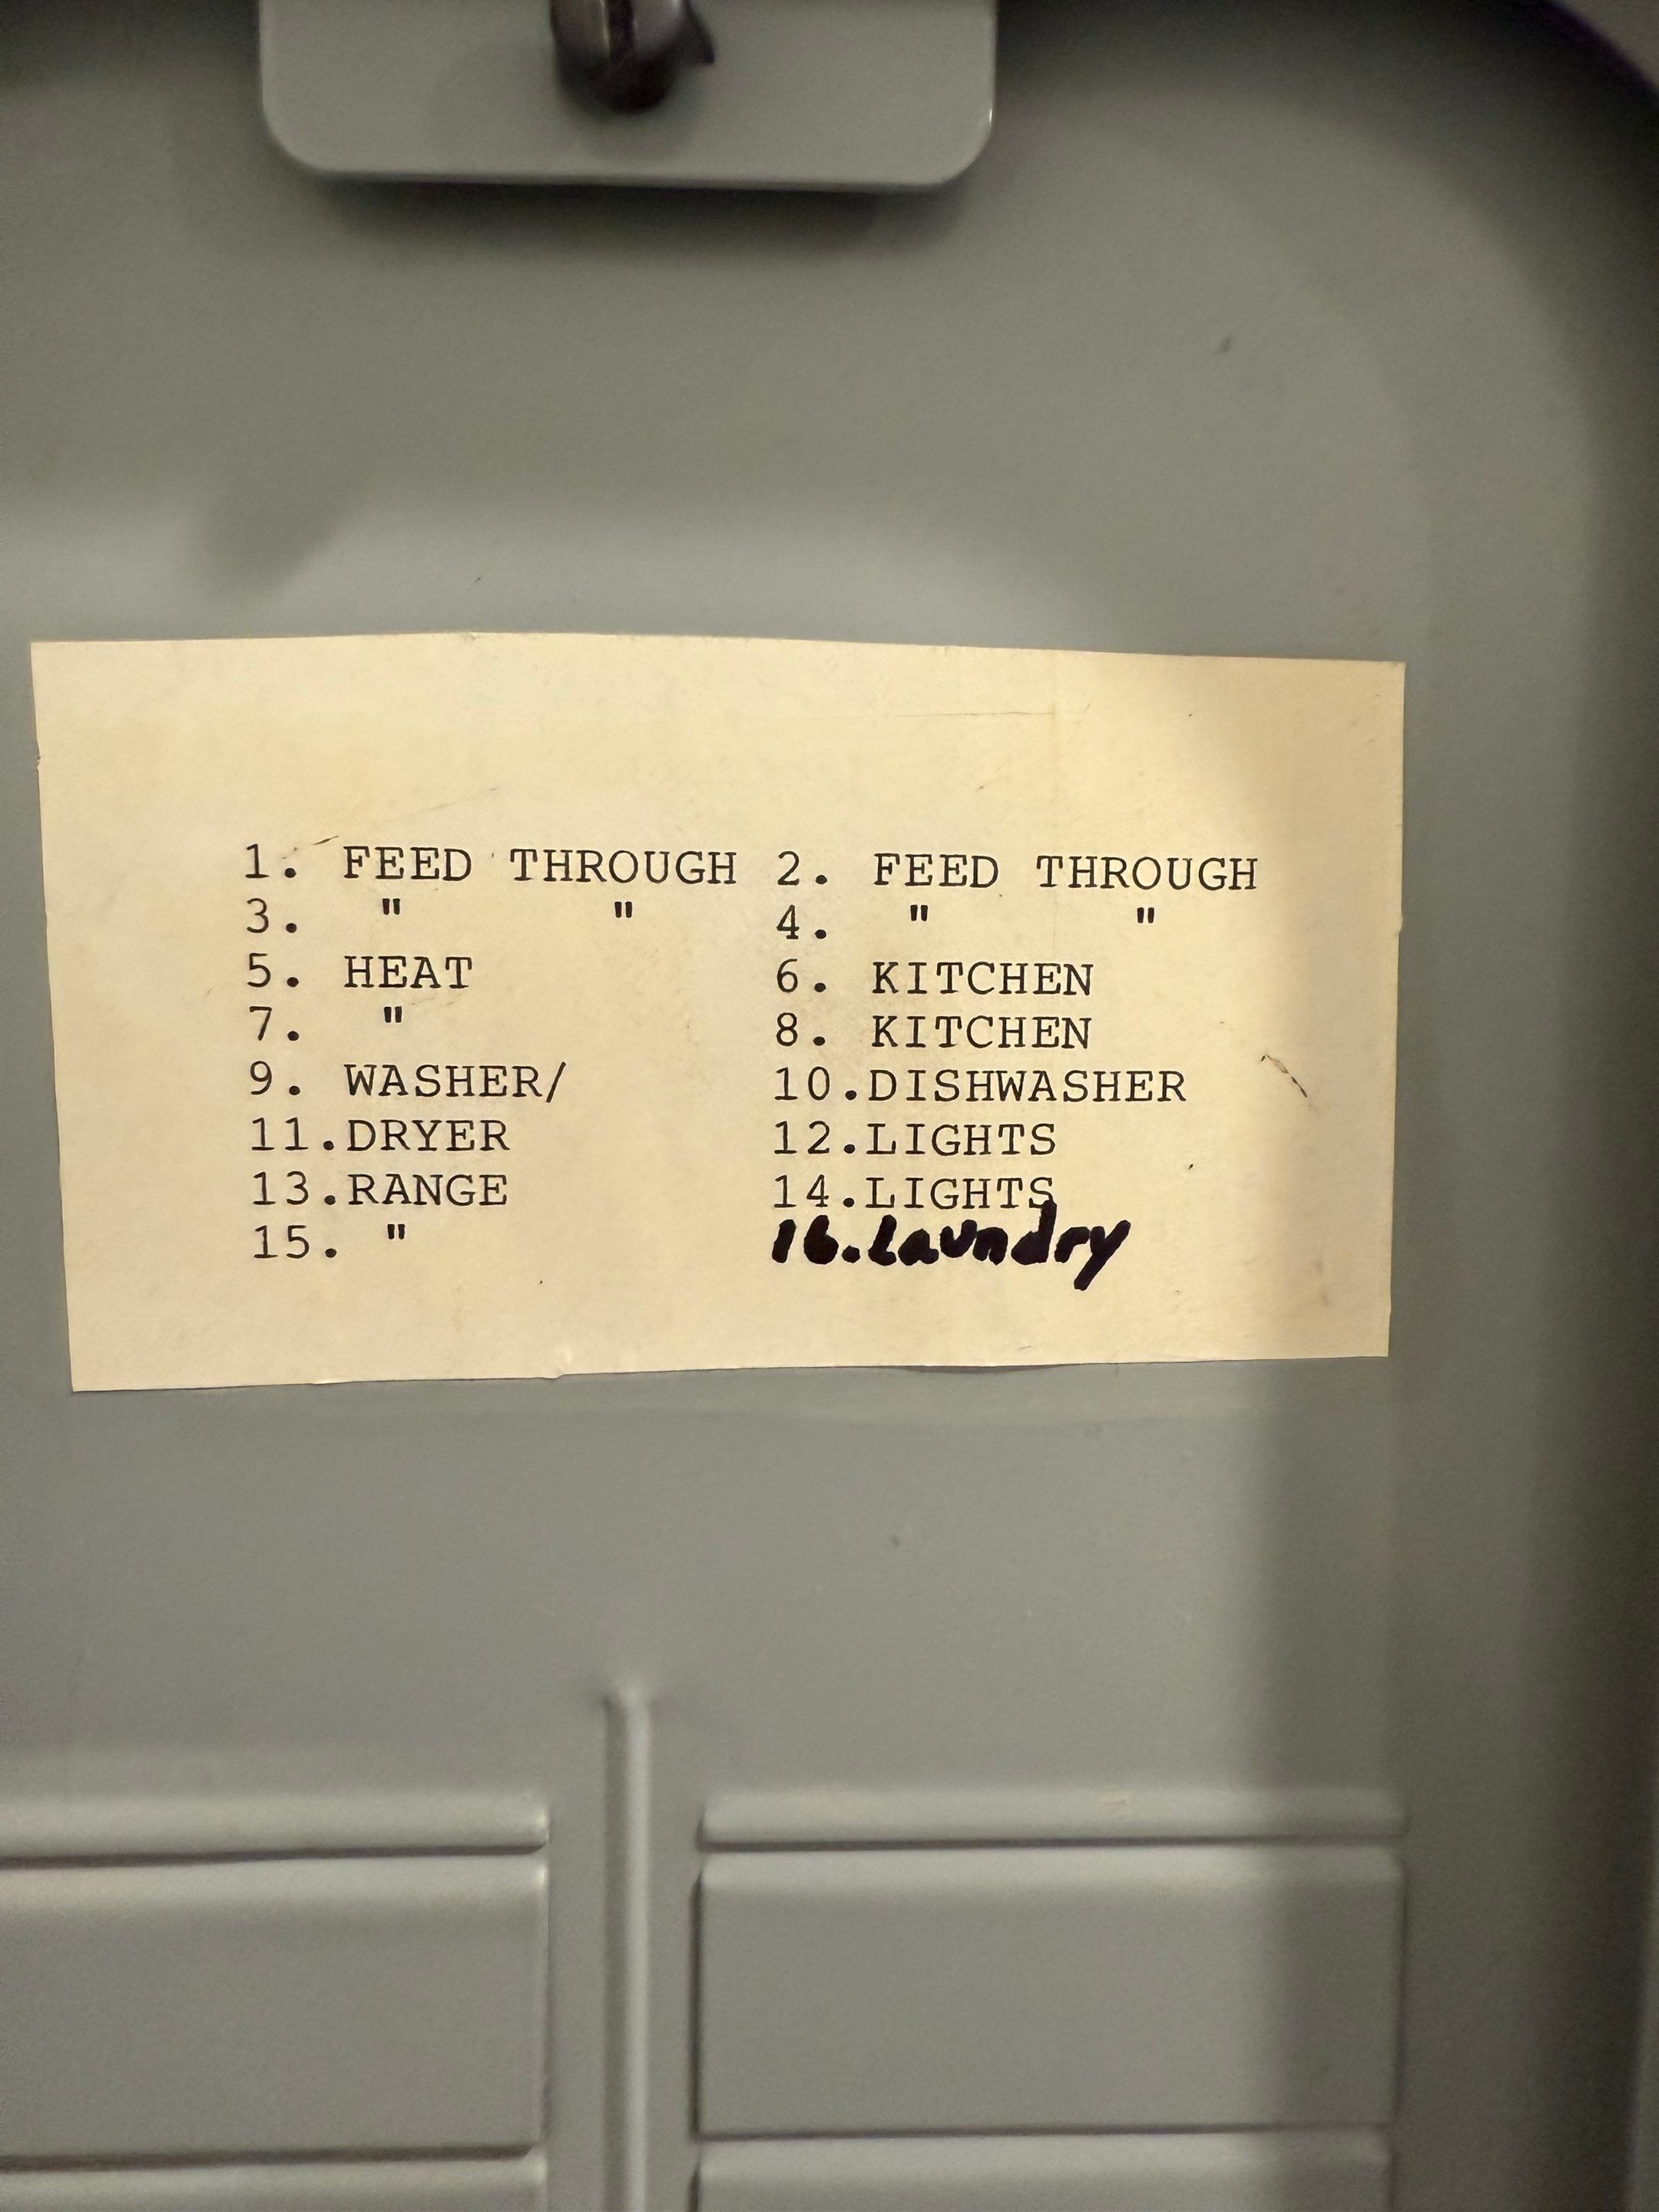 1. FEED THROUGH 2. FEED THROUGH
3. " " 4. " "
5. HEAT 6. KITCHEN
7. " 8. KITCHEN
9. WASHER/ 10.DISHWASHER
11.DRYER 12.LIGHTS
13.RANGE 14.LIGHTS
15. " 16.Laundry